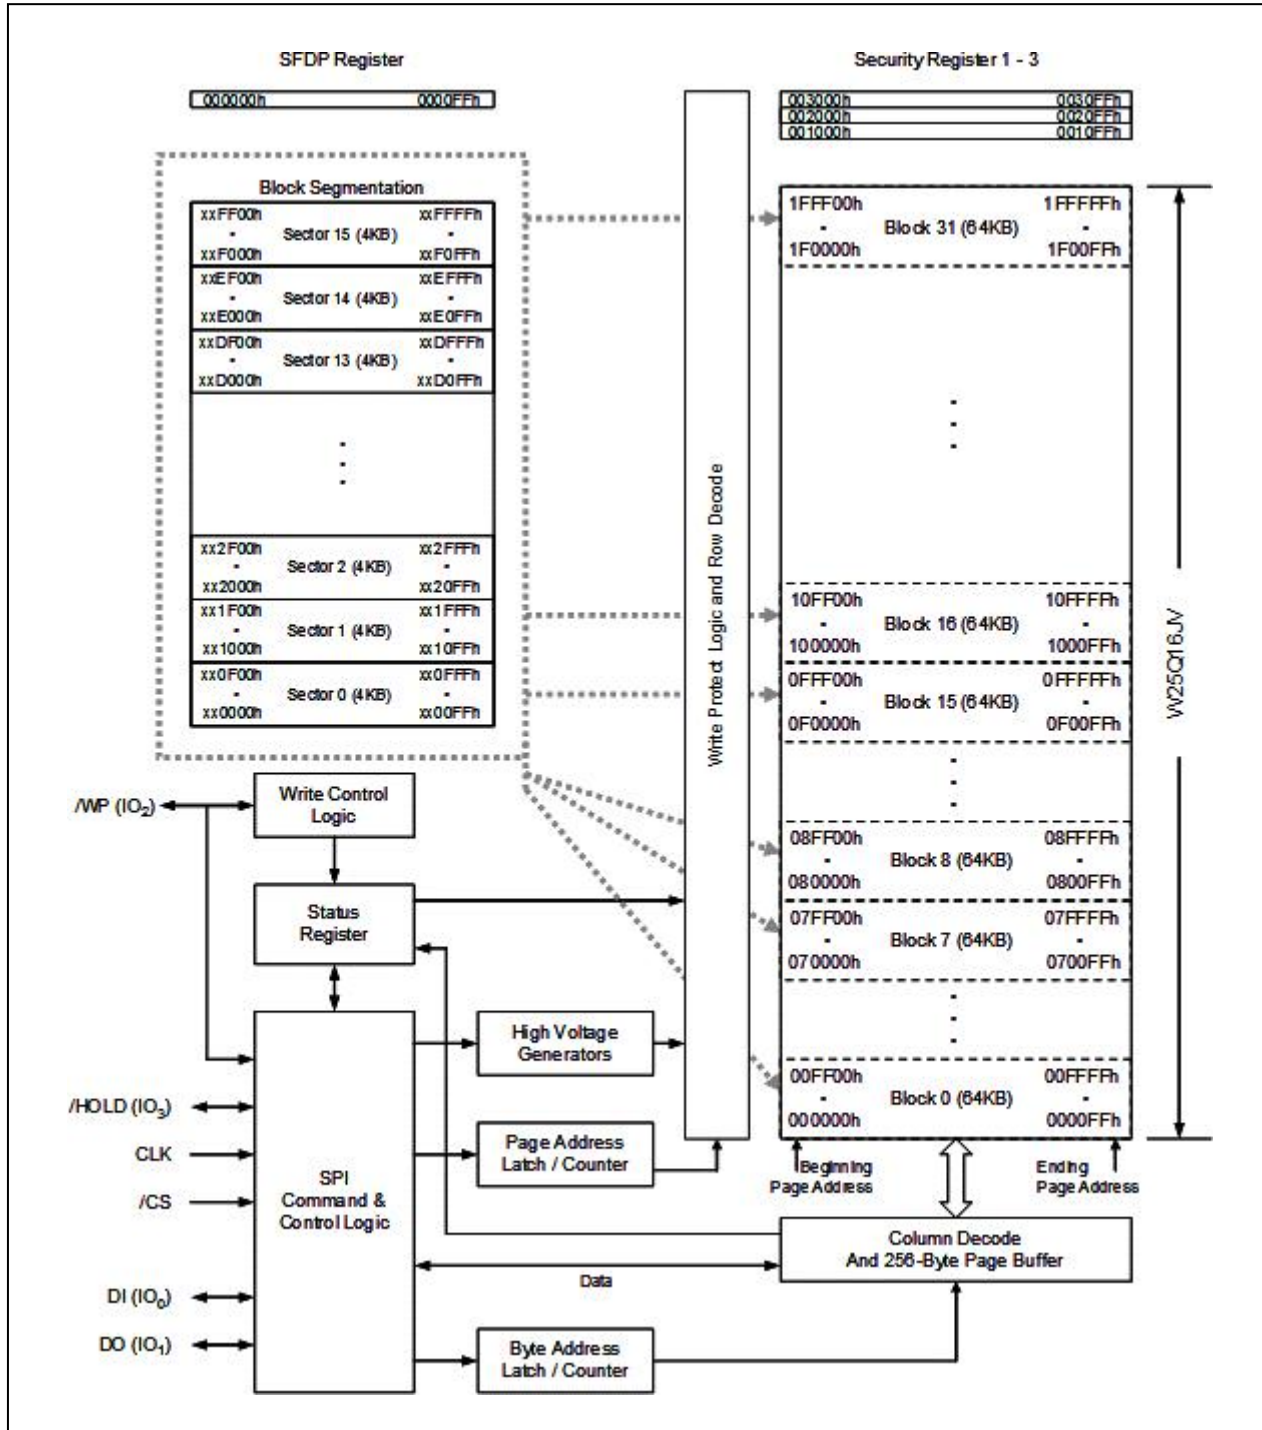 SFDP Register
000000h 0000FFh
Security Register 1 - 3
003000h 0030FFh
002000h 0020FFh
001000h 0010FFh
Block Segmentation
xxFF00h xxFFFFh
- Sector 15 (4KB) -
xxF000h xxF0FFh
xxEF00h xxEFFFh
- Sector 14 (4KB) -
xxE000h xxE0FFh
xxDF00h xxDFFFh
- Sector 13 (4KB) -
xxD000h xxD0FFh
xx2F00h xx2FFFh
- Sector 2 (4KB) -
xx2000h xx20FFh
xx1F00h xx1FFFh
- Sector 1 (4KB) -
xx1000h xx10FFh
xx0F00h xx0FFFh
- Sector 0 (4KB) -
xx0000h xx00FFh
Write Protect Logic and Row Decode
1FFF00h 1FFFFFh
- Block 31 (64KB) -
1F0000h 1F00FFh
10FF00h 10FFFFh
- Block 16 (64KB) -
100000h 1000FFh
0FFF00h 0FFFFFh
- Block 15 (64KB) -
0F0000h 0F00FFh
08FF00h 08FFFFh
- Block 8 (64KB) -
080000h 0800FFh
07FF00h 07FFFFh
- Block 7 (64KB) -
070000h 0700FFh
00FF00h 00FFFFh
- Block 0 (64KB) -
000000h 0000FFh
W25Q16JV
Beginning
Page Address
Ending
Page Address
/WP (IO2)
Write Control
Logic
Status
Register
High Voltage
Generators
/HOLD (IO3)
CLK
/CS
DI (IO0)
DO (IO1)
SPI
Command &
Control Logic
Page Address
Latch / Counter
Column Decode
And 256-Byte Page Buffer
Data
Byte Address
Latch / Counter